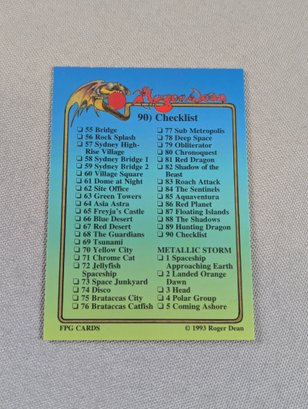 Roger Dean
90) Checklist
❏ 55 Bridge
❏ 56 Rock Splash
❏ 57 Sydney High-
Rise Village
❏ 58 Sydney Bridge 1
❏ 59 Sydney Bridge 2
❏ 60 Village Square
❏ 61 Dome at Night
❏ 62 Site Office
❏ 63 Green Towers
❏ 64 Asia Astra
❏ 65 Freyja's Castle
❏ 66 Blue Desert
❏ 67 Red Desert
❏ 68 The Guardians
❏ 69 Tsunami
❏ 70 Yellow City
❏ 71 Chrome Cat
❏ 72 Jellyfish
Spaceship
❏ 73 Space Junkyard
❏ 74 Disco
❏ 75 Brataccas City
❏ 76 Brataccas Catfish
❏ 77 Sub Metropolis
❏ 78 Deep Space
❏ 79 Obliterator
❏ 80 Chronoquest
❏ 81 Red Dragon
❏ 82 Shadow of the
Beast
❏ 83 Roach Attack
❏ 84 The Sentinels
❏ 85 Aquaventura
❏ 86 Red Planet
❏ 87 Floating Islands
❏ 88 The Shadows
❏ 89 Hunting Dragon
❏ 90 Checklist
METALLIC STORM
❏ 1 Spaceship
Approaching Earth
❏ 2 Landed Orange
Dawn
❏ 3 Head
❏ 4 Polar Group
❏ 5 Coming Ashore
FPG CARDS
© 1993 Roger Dean